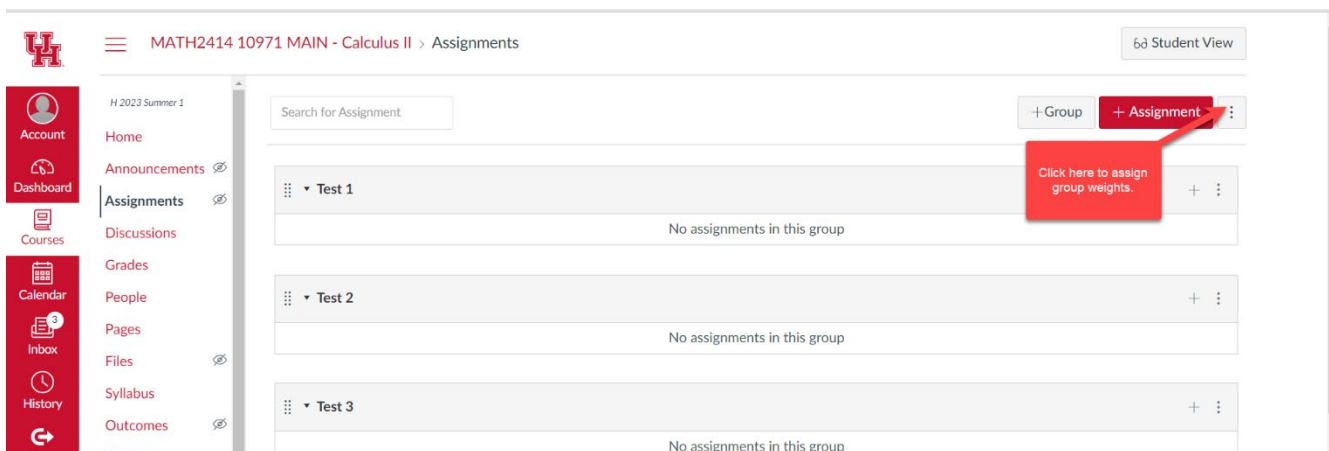 UH
MATH2414 10971 MAIN - Calculus II > Assignments
Student View
Account
Dashboard
Courses
Calendar
3
Inbox
History
H 2023 Summer 1
Home
Announcements
Assignments
Discussions
Grades
People
Pages
Files
Syllabus
Outcomes
Search for Assignment
+Group
+ Assignment
Click here to assign
group weights.
Test 1
No assignments in this group
Test 2
No assignments in this group
Test 3
No assignments in this group